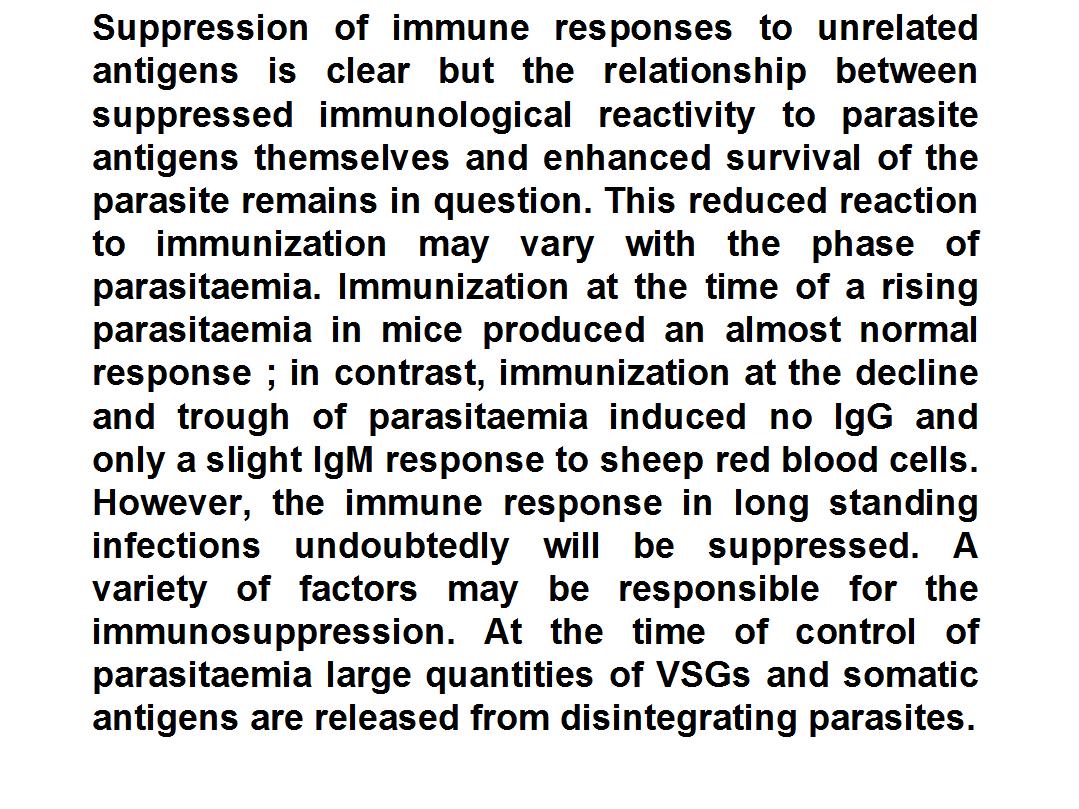 Suppression of immune responses to unrelated
antigens is clear but the relationship between
suppressed immunological reactivity to parasite
antigens themselves and enhanced survival of the
parasite remains in question. This reduced reaction
to immunization may vary with the phase of
parasitaemia. Immunization at the time of a rising
parasitaemia in mice produced an almost normal
response ; in contrast, immunization at the decline
and trough of parasitaemia induced no IgG and
only a slight IgM response to sheep red blood cells.
However, the immune response in long standing
infections undoubtedly will be suppressed. A
variety of factors may be responsible for the
immunosuppression. At the time of control of
parasitaemia large quantities of VSGs and somatic
antigens are released from disintegrating parasites.